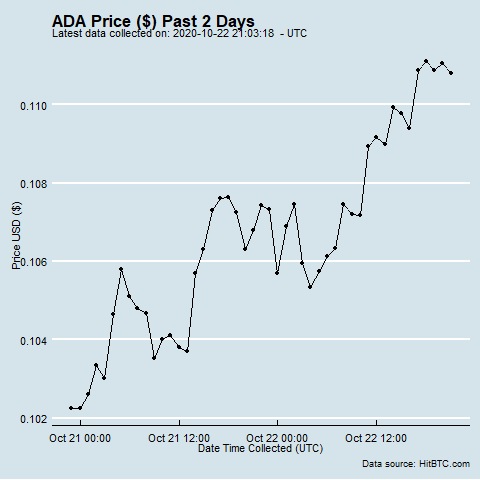 ADA Price ($) Past 2 Days
Latest data collected on: 2020-10-22 21:03:18  - UTC
Price USD ($)
0.110
0.108
0.106
0.104
0.102
Oct 21 00:00
Oct 21 12:00
Oct 22 00:00
Oct 22 12:00
Date Time Collected (UTC)
Data source: HitBTC.com